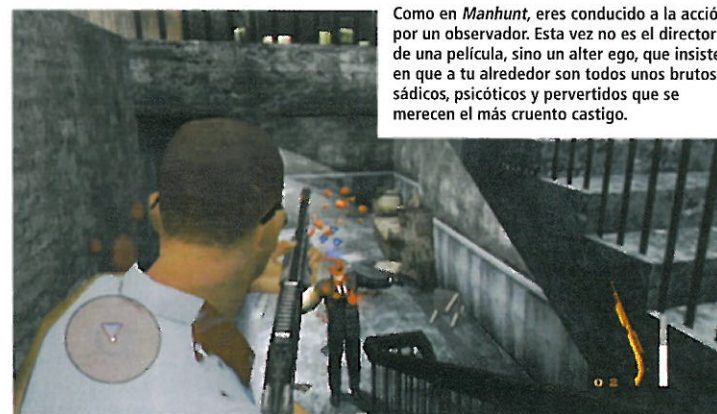 Como en Manhunt, eres conducido a la acció
por un observador. Esta vez no es el director
de una película, sino un alter ego, que insiste
en que a tu alrededor son todos unos brutos
sádicos, psicóticos y pervertidos que se
merecen el más cruento castigo.
02